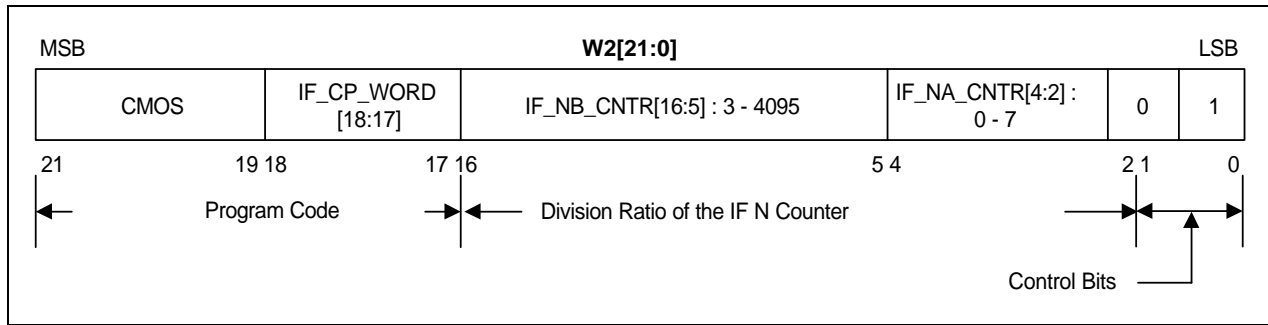 MSB W2[21:0] LSB
CMOS IF_CP_WORD [18:17] IF_NB_CNTR[16:5] : 3 - 4095 IF_NA_CNTR[4:2] : 0 - 7 0 1
21 19 18 17 16 5 4 2 1 0
Program Code Division Ratio of the IF N Counter
Control Bits